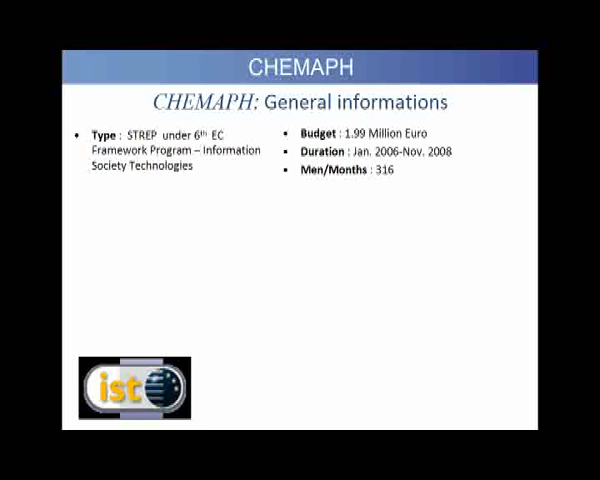 CHEMAPH
CHEMAPH: General informations
• Type : STREP under 6th EC
Framework Program – Information
Society Technologies
• Budget : 1.99 Million Euro
• Duration : Jan. 2006-Nov. 2008
• Men/Months : 316
ist